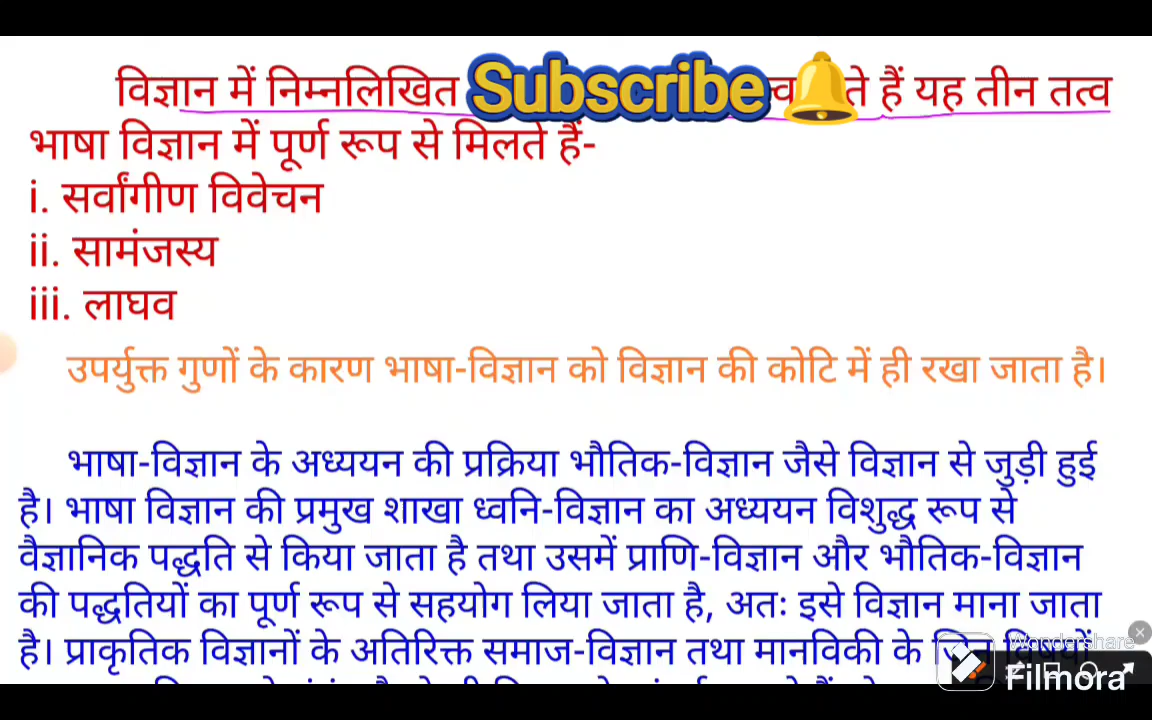 विज्ञान में निम्नलिखित Subscribe हैं यह तीन तत्व
भाषा विज्ञान में पूर्ण रूप से मिलते हैं-
i. सर्वांगीण विवेचन
ii. सामंजस्य
iii. लाघव
उपर्युक्त गुणों के कारण भाषा-विज्ञान को विज्ञान की कोटि में ही रखा जाता है।
भाषा-विज्ञान के अध्ययन की प्रक्रिया भौतिक-विज्ञान जैसे विज्ञान से जुड़ी हुई
है। भाषा विज्ञान की प्रमुख शाखा ध्वनि-विज्ञान का अध्ययन विशुद्ध रूप से
वैज्ञानिक पद्धति से किया जाता है तथा उसमें प्राणि-विज्ञान और भौतिक-विज्ञान
की पद्धतियों का पूर्ण रूप से सहयोग लिया जाता है, अतः इसे विज्ञान माना जाता
है। प्राकृतिक विज्ञानों के अतिरिक्त समाज-विज्ञान तथा मानविकी के
Wondershare
Filmora